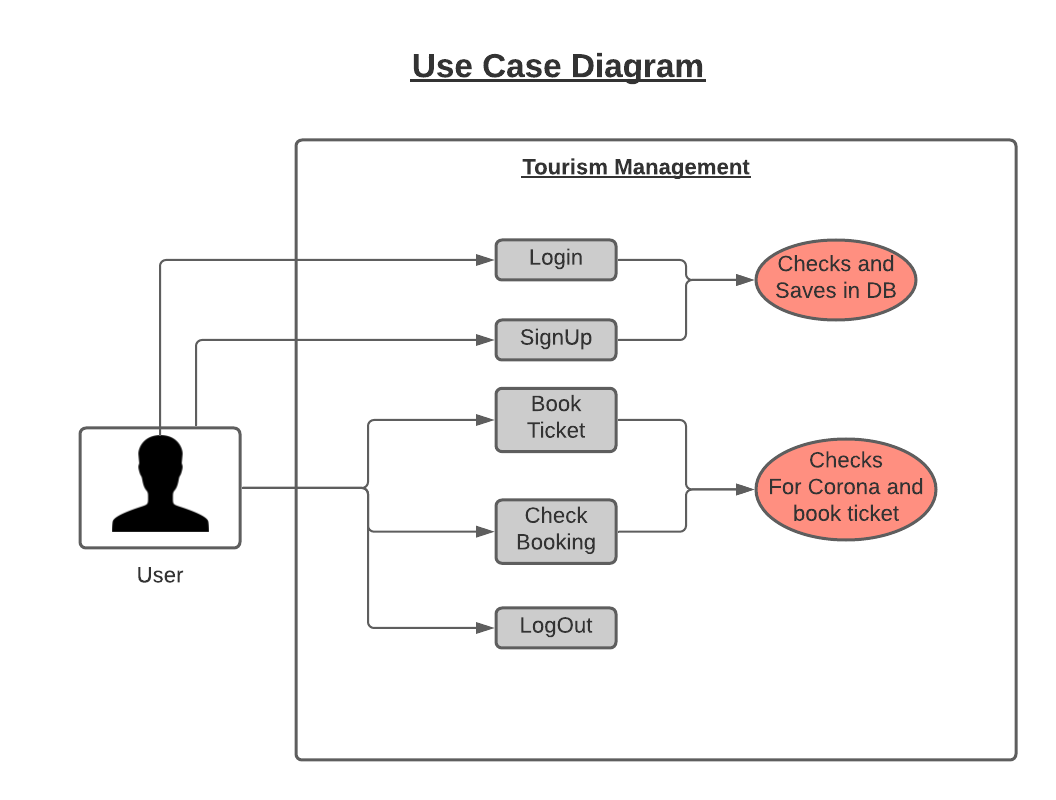 Use Case Diagram
Tourism Management
Login
Checks and
Saves in DB
SignUp
Book
Ticket
Checks
For Corona and
book ticket
Check
Booking
User
LogOut